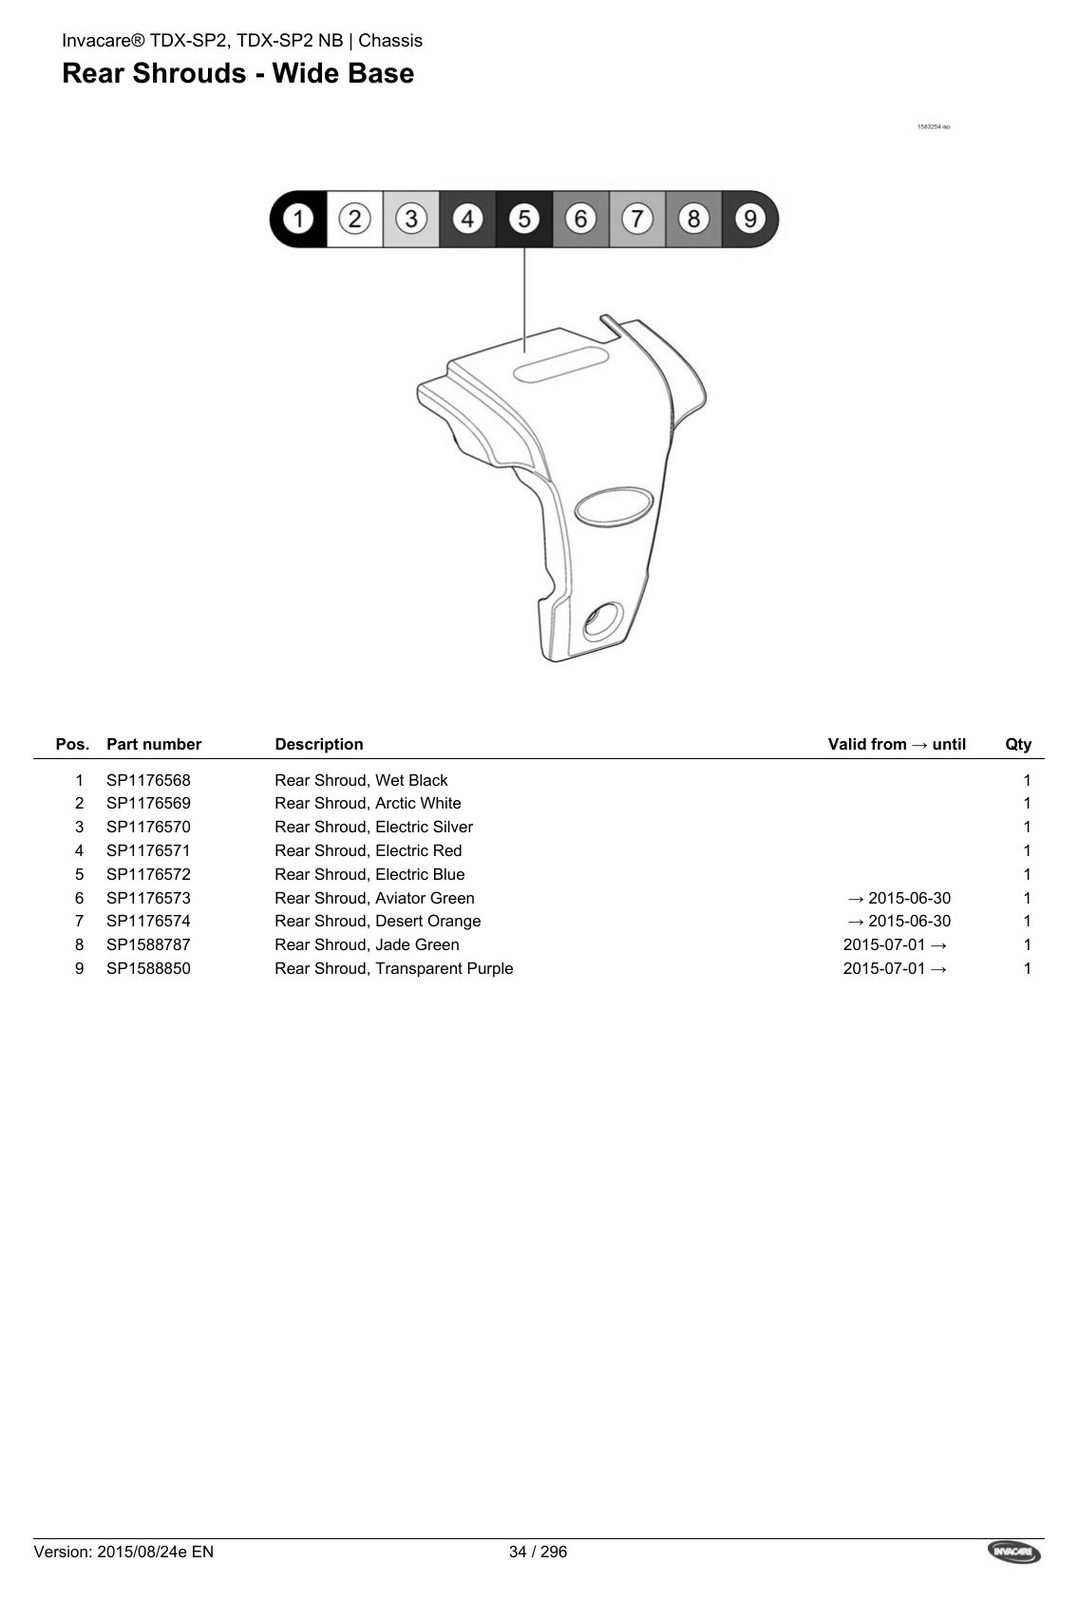 Invacare® TDX-SP2, TDX-SP2 NB | Chassis
Rear Shrouds - Wide Base
1583254.iso
1 2 3 4 5 6 7 8 9
Pos. Part number Description Valid from → until Qty
1 SP1176568 Rear Shroud, Wet Black 1
2 SP1176569 Rear Shroud, Arctic White 1
3 SP1176570 Rear Shroud, Electric Silver 1
4 SP1176571 Rear Shroud, Electric Red 1
5 SP1176572 Rear Shroud, Electric Blue 1
6 SP1176573 Rear Shroud, Aviator Green → 2015-06-30 1
7 SP1176574 Rear Shroud, Desert Orange → 2015-06-30 1
8 SP1588787 Rear Shroud, Jade Green 2015-07-01 → 1
9 SP1588850 Rear Shroud, Transparent Purple 2015-07-01 → 1
Version: 2015/08/24e EN 34 / 296 INVACARE